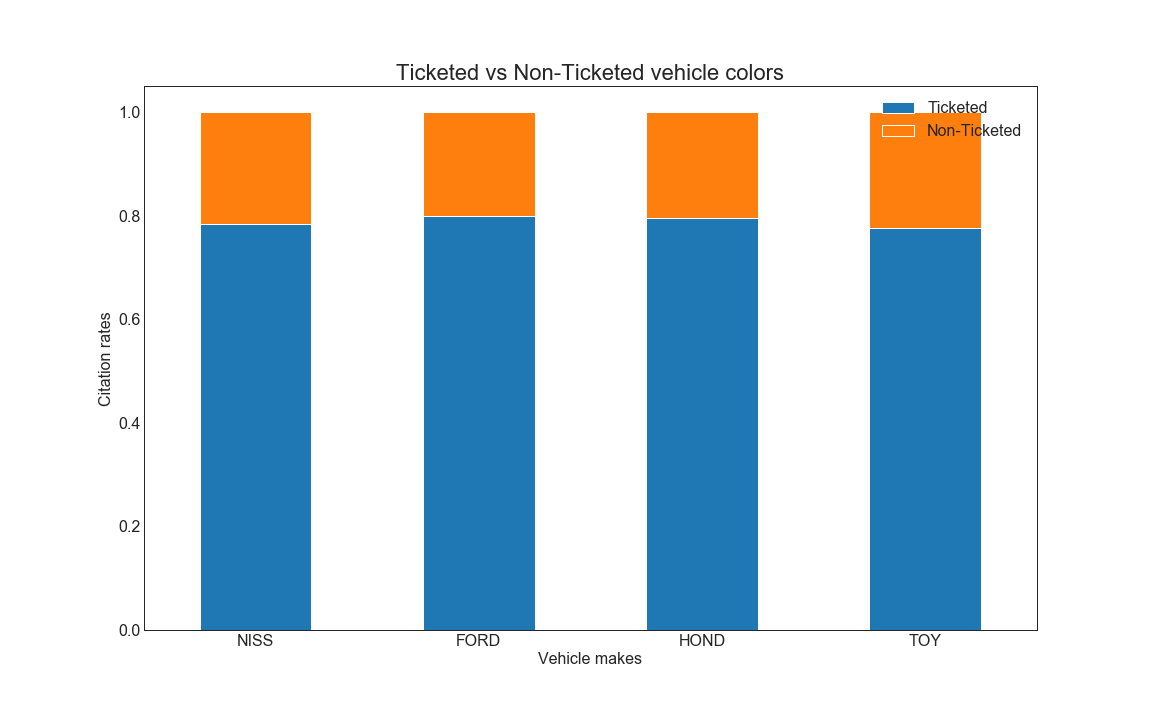 Ticketed vs Non-Ticketed vehicle colors
Ticketed
Non-Ticketed
1.0
0.8
0.6
0.4
0.2
0.0
Citation rates
NISS
FORD
HOND
TOY
Vehicle makes